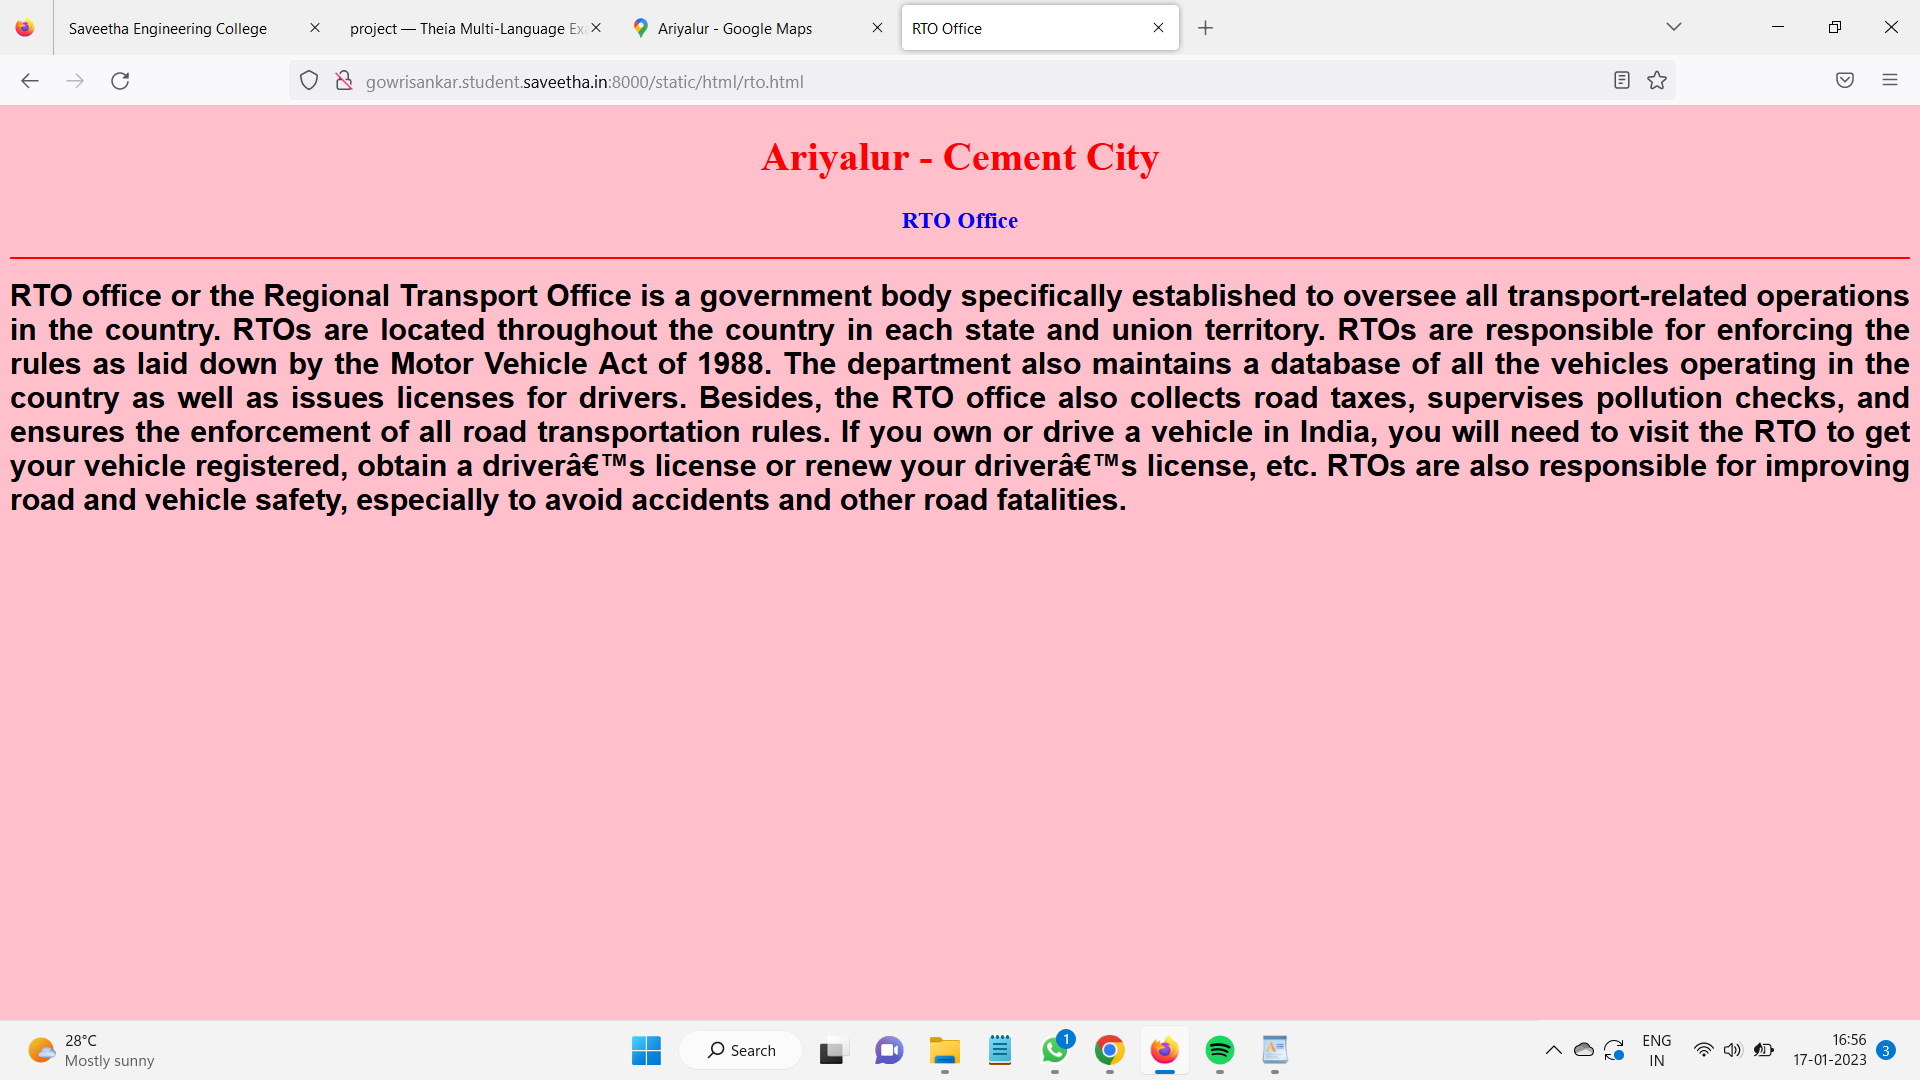 Saveetha Engineering College
project — Theia Multi-Language Exa
Ariyalur - Google Maps
RTO Office
gowrisankar.student.saveetha.in:8000/static/html/rto.html
Ariyalur - Cement City
RTO Office
RTO office or the Regional Transport Office is a government body specifically established to oversee all transport-related operations
in the country. RTOs are located throughout the country in each state and union territory. RTOs are responsible for enforcing the
rules as laid down by the Motor Vehicle Act of 1988. The department also maintains a database of all the vehicles operating in the
country as well as issues licenses for drivers. Besides, the RTO office also collects road taxes, supervises pollution checks, and
ensures the enforcement of all road transportation rules. If you own or drive a vehicle in India, you will need to visit the RTO to get
your vehicle registered, obtain a driverâ€™s license or renew your driverâ€™s license, etc. RTOs are also responsible for improving
road and vehicle safety, especially to avoid accidents and other road fatalities.
28°C
Mostly sunny
Search
1
ENG
IN
16:56
17-01-2023
3